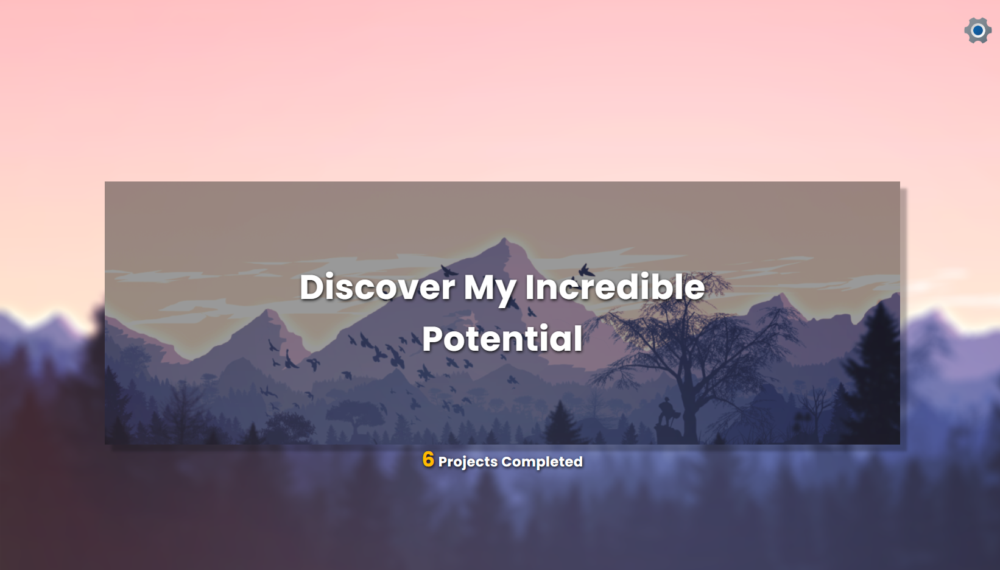 Discover My Incredible
Potential
6 Projects Completed